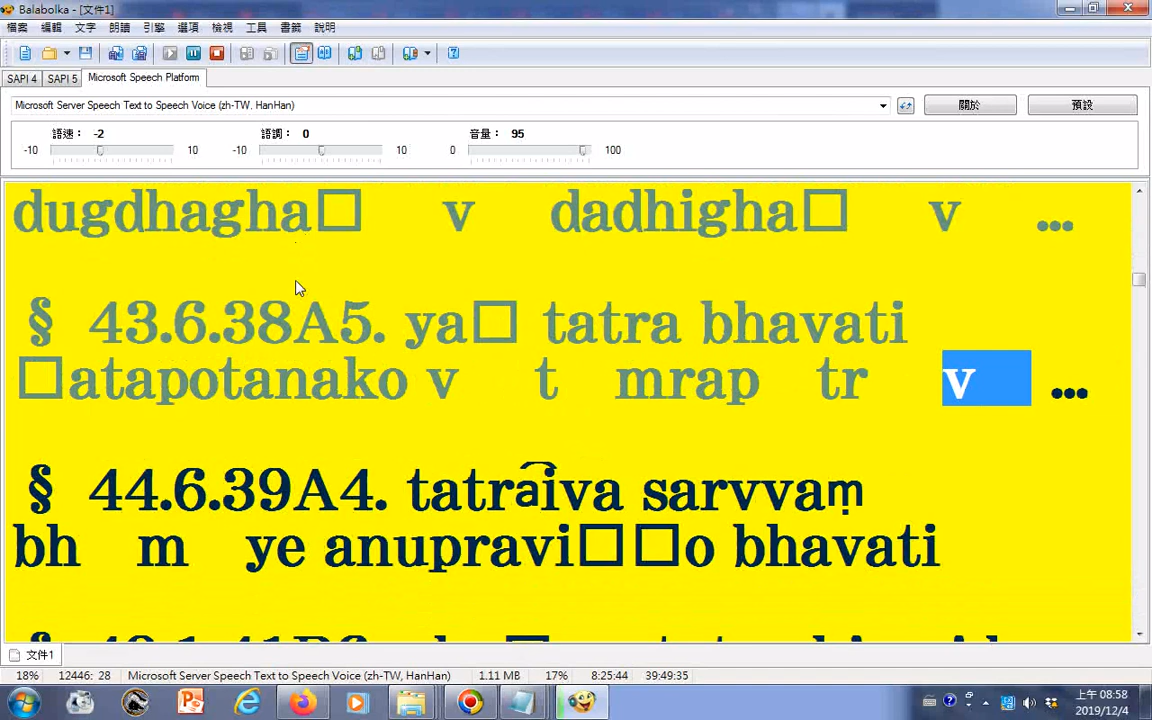 Balabolka - [文件1]
檔案 編輯 文字 朗讀 引擎 選項 檢視 工具 書籤 說明
SAPI 4 SAPI 5 Microsoft Speech Platform
Microsoft Server Speech Text to Speech Voice (zh-TW, HanHan) 關於 預設
語速： -2 語調： 0 音量： 95
-10 10 -10 10 0 100
dugdhagha□ v dadhigha□ v ...
§ 43.6.38A5. ya□ tatra bhavati
□atapotanako v t mrap tr v ...
§ 44.6.39A4. tatra͡iva sarvvaṃ
bh m ye anupravi□□o bhavati
文件1
18% 12446: 28 Microsoft Server Speech Text to Speech Voice (zh-TW, HanHan) 1.11 MB 17% 8:25:44 39:49:35
上午 08:58
2019/12/4